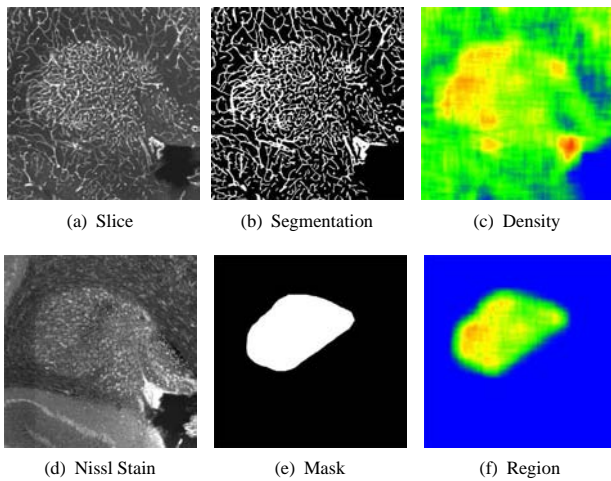 (a) Slice
(b) Segmentation
(c) Density
(d) Nissl Stain
(e) Mask
(f) Region